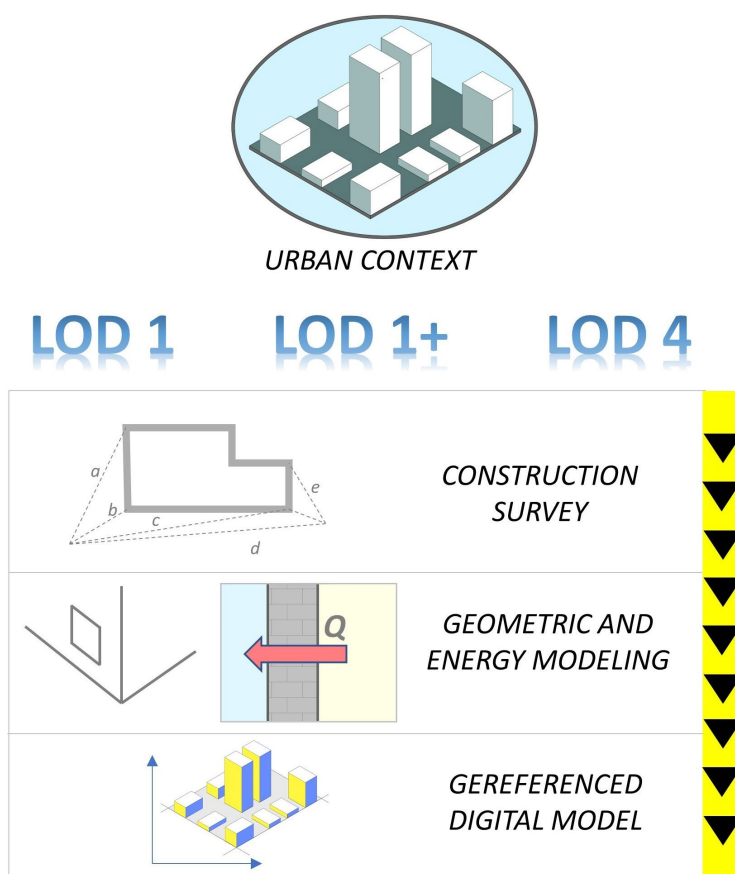 URBAN CONTEXT
LOD 1 LOD 1+ LOD 4
a
b
c
d
e
CONSTRUCTION
SURVEY
Q
GEOMETRIC AND
ENERGY MODELING
GEREFERENCED
DIGITAL MODEL